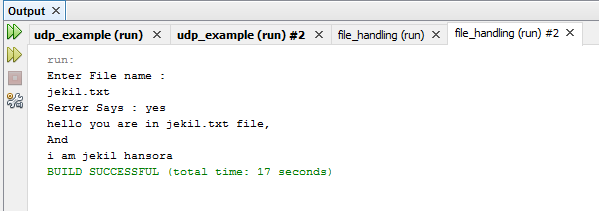 Output
udp_example (run)
udp_example (run) #2
file_handling (run)
file_handling (run) #2
run:
Enter File name :
jekil.txt
Server Says : yes
hello you are in jekil.txt file,
And
i am jekil hansora
BUILD SUCCESSFUL (total time: 17 seconds)